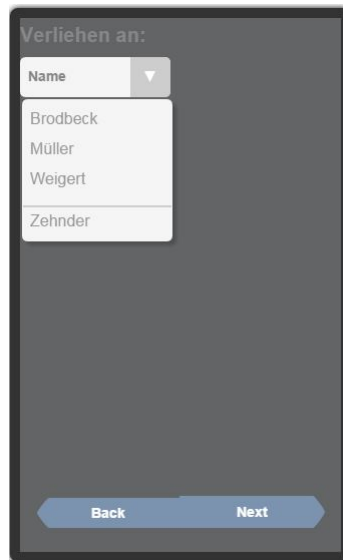 Verliehen an:
Name
Brodbeck
Müller
Weigert
Zehnder
Back Next